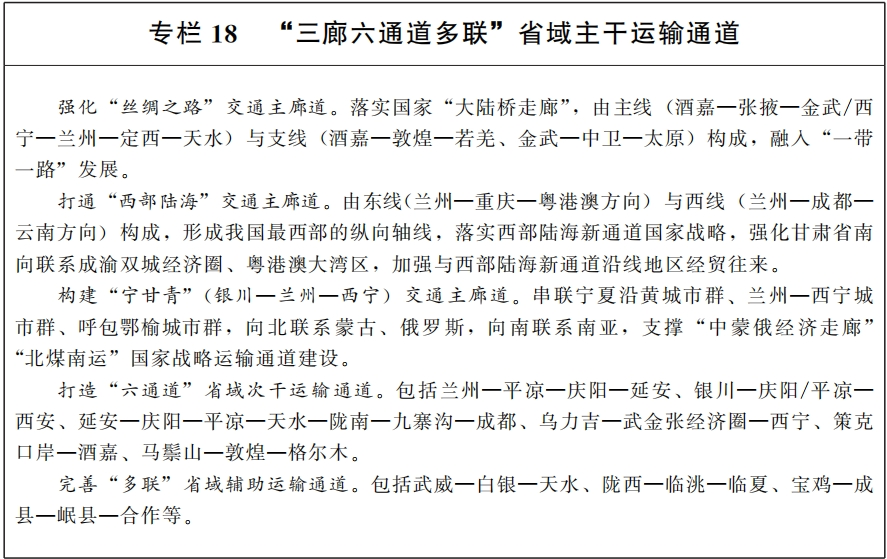 专栏 18　“三廊六通道多联”省域主干运输通道
强化“丝绸之路”交通主廊道。落实国家“大陆桥走廊”，由主线（酒嘉—张掖—金武/西
宁—兰州—定西—天水）与支线（酒嘉—敦煌—若羌、金武—中卫—太原）构成，融入“一带
一路”发展。
打通“西部陆海”交通主廊道。由东线(兰州—重庆—粤港澳方向）与西线（兰州—成都—
云南方向）构成，形成我国最西部的纵向轴线，落实西部陆海新通道国家战略，强化甘肃省南
向联系成渝双城经济圈、粤港澳大湾区，加强与西部陆海新通道沿线地区经贸往来。
构建“宁甘青”(银川—兰州—西宁）交通主廊道。串联宁夏沿黄城市群、兰州—西宁城
市群、呼包鄂榆城市群，向北联系蒙古、俄罗斯，向南联系南亚，支撑“中蒙俄经济走廊”
“北煤南运”国家战略运输通道建设。
打造“六通道”省域次干运输通道。包括兰州—平凉—庆阳—延安、银川—庆阳/平凉—
西安、延安—庆阳—平凉—天水—陇南—九寨沟—成都、乌力吉—武金张经济圈—西宁、策克
口岸—酒嘉、马鬃山—敦煌—格尔木。
完善“多联”省域辅助运输通道。包括武威—白银—天水、陇西—临洮—临夏、宝鸡—成
县—岷县—合作等。